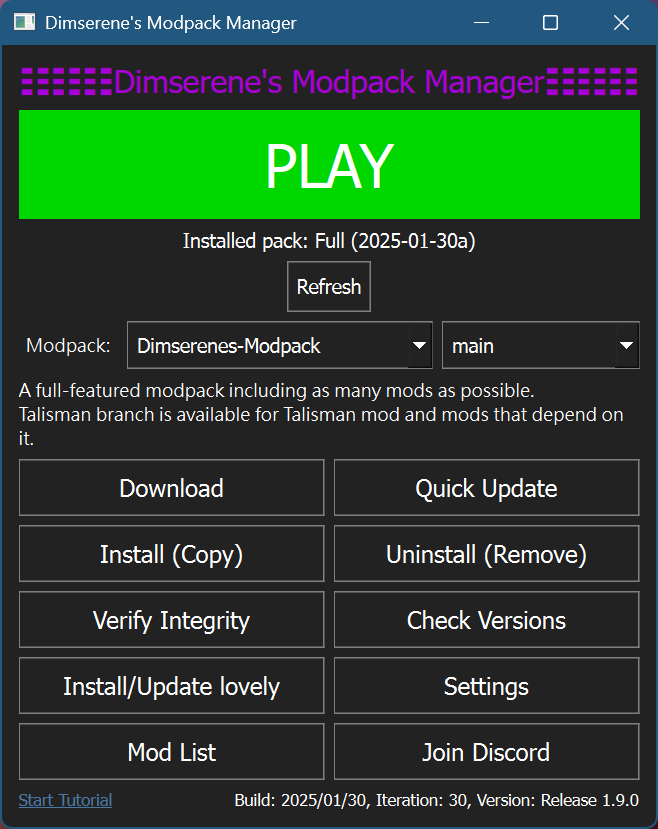 Dimserene's Modpack Manager
Dimserene's Modpack Manager
PLAY
Installed pack: Full (2025-01-30a)
Refresh
Modpack: Dimserenes-Modpack main
A full-featured modpack including as many mods as possible.
Talisman branch is available for Talisman mod and mods that depend on
it.
Download Quick Update
Install (Copy) Uninstall (Remove)
Verify Integrity Check Versions
Install/Update lovely Settings
Mod List Join Discord
Start Tutorial Build: 2025/01/30, Iteration: 30, Version: Release 1.9.0